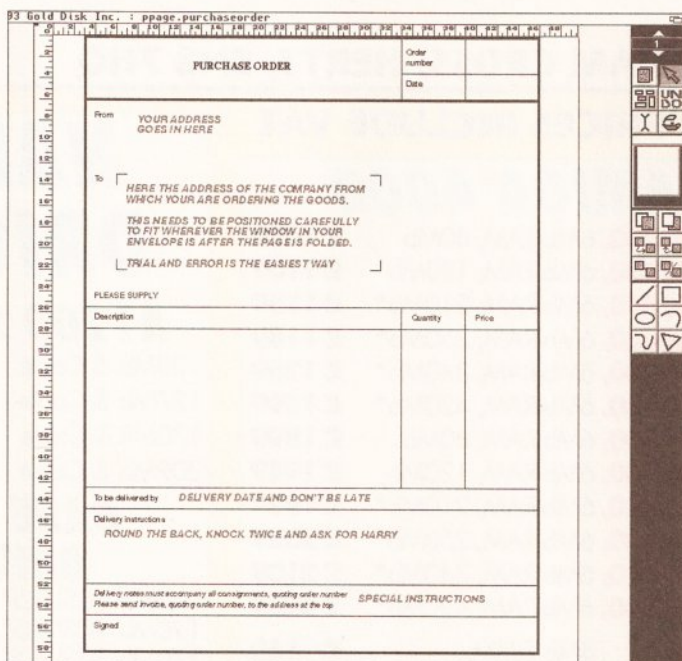 93 Gold Disk Inc. : ppage.purchaseorder
PURCHASE ORDER
Order
number
Date
From
YOUR ADDRESS
GOES IN HERE
To
HERE THE ADDRESS OF THE COMPANY FROM
WHICH YOUR ARE ORDERING THE GOODS.
THIS NEEDS TO BE POSITIONED CAREFULLY
TO FIT WHEREVER THE WINDOW IN YOUR
ENVELOPE IS AFTER THE PAGE IS FOLDED.
TRIAL AND ERROR IS THE EASIEST WAY
PLEASE SUPPLY
Description Quantity Price
To be delivered by DELIVERY DATE AND DON'T BE LATE
Delivery instructions
ROUND THE BACK, KNOCK TWICE AND ASK FOR HARRY
Delivery notes must accompany all consignments, quoting order number
Please send invoice, quoting order number, to the address at the top
SPECIAL INSTRUCTIONS
Signed
1
UN
DO